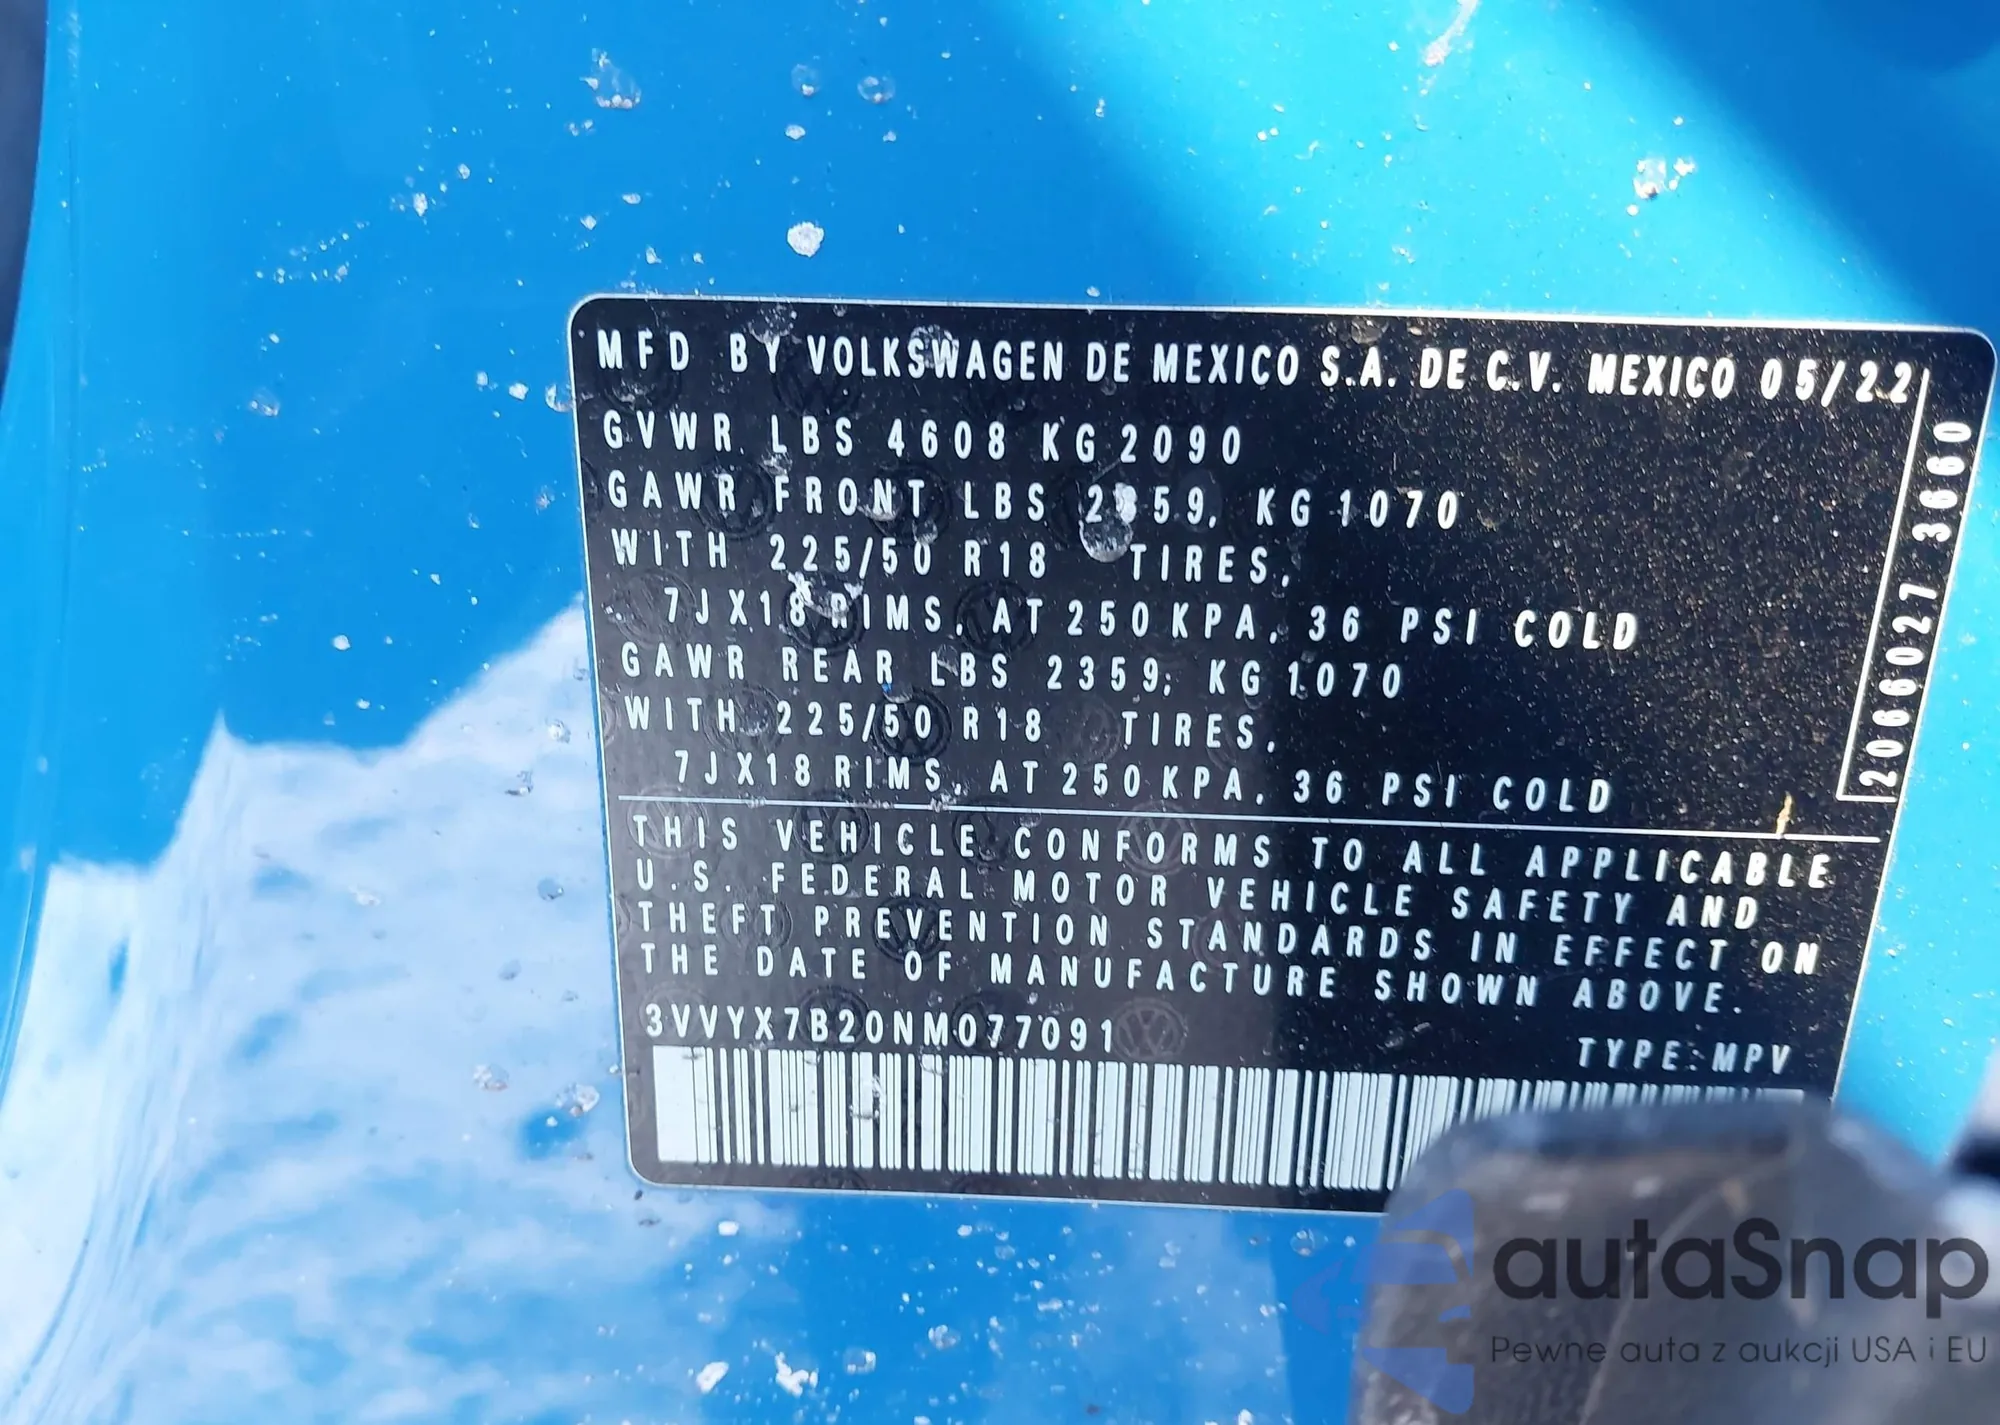 MFD BY VOLKSWAGEN DE MEXICO S.A. DE C.V. MEXICO 05/22
GVWR LBS 4608 KG 2090
GAWR FRONT LBS 2359, KG 1070
WITH 225/50 R18 TIRES,
7JX18 RIMS, AT 250 KPA, 36 PSI COLD
GAWR REAR LBS 2359, KG 1070
WITH 225/50 R18 TIRES,
7JX18 RIMS, AT 250 KPA, 36 PSI COLD
2066027 3660
THIS VEHICLE CONFORMS TO ALL APPLICABLE
U.S. FEDERAL MOTOR VEHICLE SAFETY AND
THEFT PREVENTION STANDARDS IN EFFECT ON
THE DATE OF MANUFACTURE SHOWN ABOVE.
3VVYX7B20NM077091
TYPE: MPV
autaSnap
Pewne auta z aukcji USA i EU